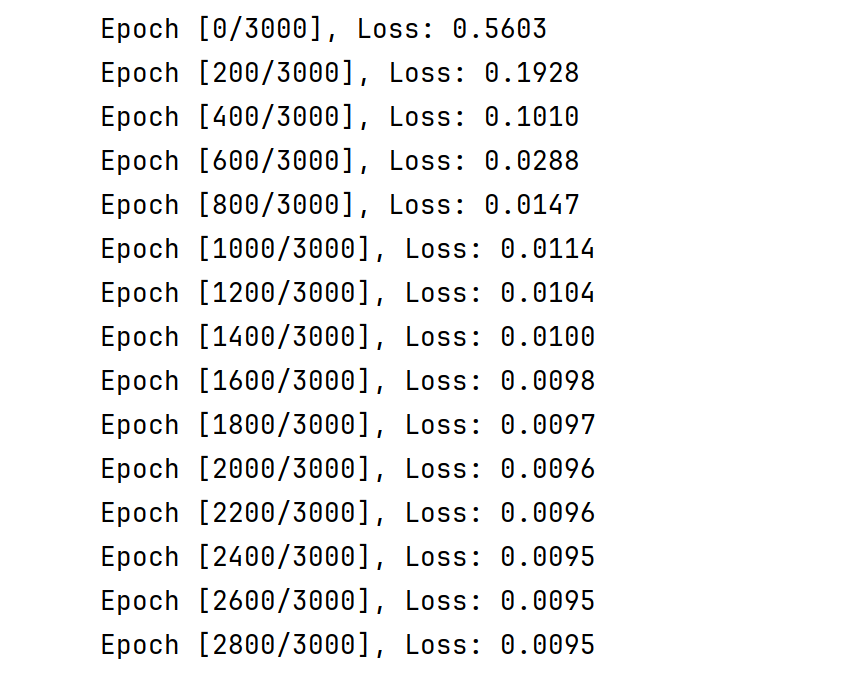 Epoch [0/3000], Loss: 0.5603
Epoch [200/3000], Loss: 0.1928
Epoch [400/3000], Loss: 0.1010
Epoch [600/3000], Loss: 0.0288
Epoch [800/3000], Loss: 0.0147
Epoch [1000/3000], Loss: 0.0114
Epoch [1200/3000], Loss: 0.0104
Epoch [1400/3000], Loss: 0.0100
Epoch [1600/3000], Loss: 0.0098
Epoch [1800/3000], Loss: 0.0097
Epoch [2000/3000], Loss: 0.0096
Epoch [2200/3000], Loss: 0.0096
Epoch [2400/3000], Loss: 0.0095
Epoch [2600/3000], Loss: 0.0095
Epoch [2800/3000], Loss: 0.0095